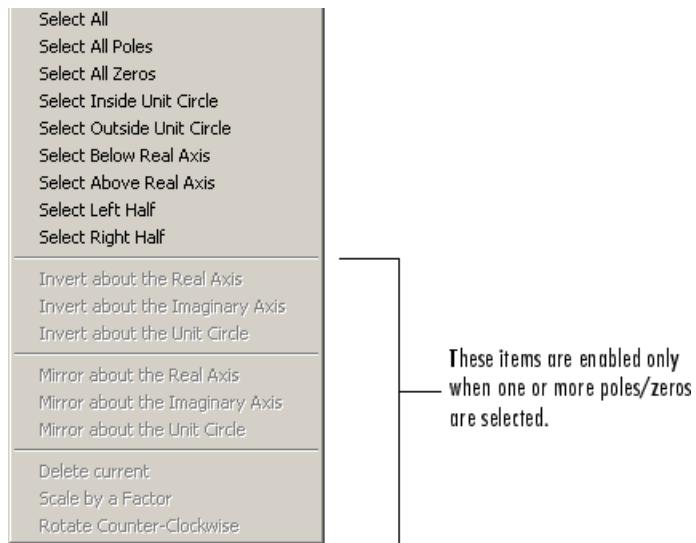 Select All
Select All Poles
Select All Zeros
Select Inside Unit Circle
Select Outside Unit Circle
Select Below Real Axis
Select Above Real Axis
Select Left Half
Select Right Half
Invert about the Real Axis
Invert about the Imaginary Axis
Invert about the Unit Circle
Mirror about the Real Axis
Mirror about the Imaginary Axis
Mirror about the Unit Circle
Delete current
Scale by a Factor
Rotate Counter-Clockwise
These items are enabled only
when one or more poles/zeros
are selected.